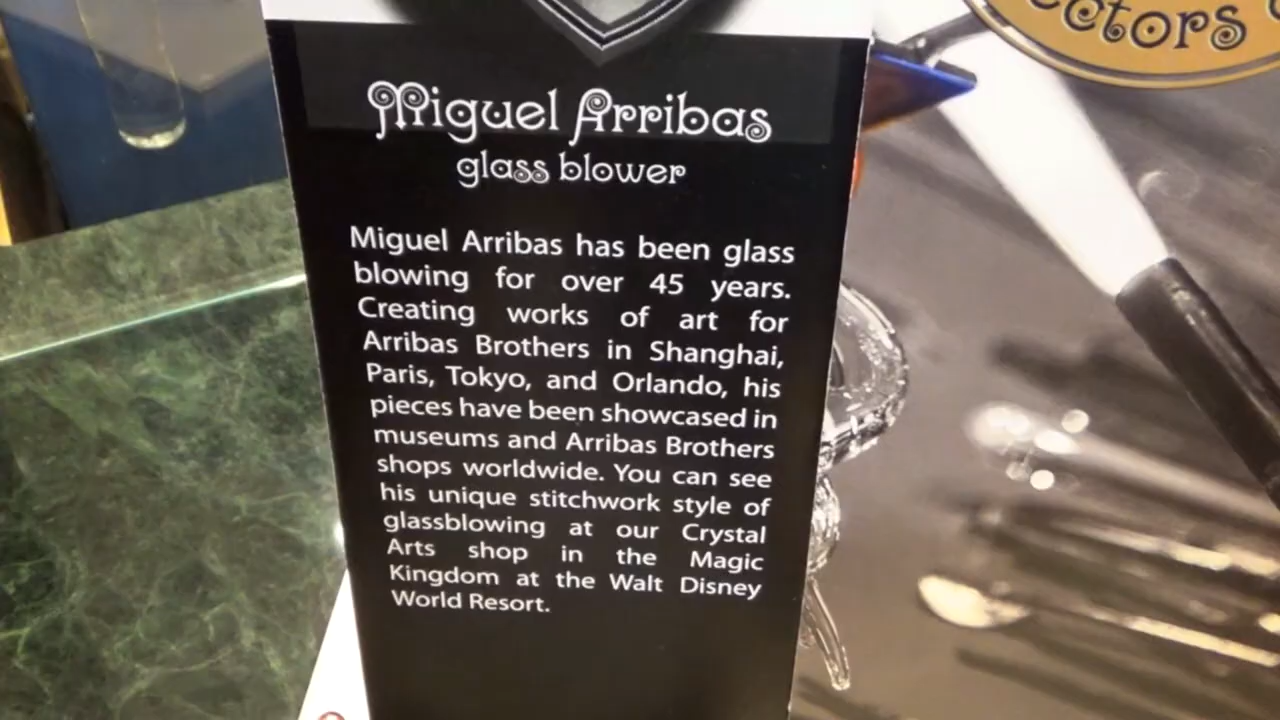 ctors
Miguel Arribas
glass blower
Miguel Arribas has been glass
blowing for over 45 years.
Creating works of art for
Arribas Brothers in Shanghai,
Paris, Tokyo, and Orlando, his
pieces have been showcased in
museums and Arribas Brothers
shops worldwide. You can see
his unique stitchwork style of
glassblowing at our Crystal
Arts shop in the Magic
Kingdom at the Walt Disney
World Resort.